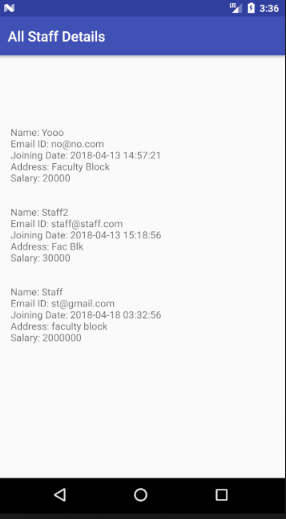 3:36
All Staff Details
Name: Yooo
Email ID: no@no.com
Joining Date: 2018-04-13 14:57:21
Address: Faculty Block
Salary: 20000
Name: Staff2
Email ID: staff@staff.com
Joining Date: 2018-04-13 15:18:56
Address: Fac Blk
Salary: 30000
Name: Staff
Email ID: st@gmail.com
Joining Date: 2018-04-18 03:32:56
Address: faculty block
Salary: 2000000